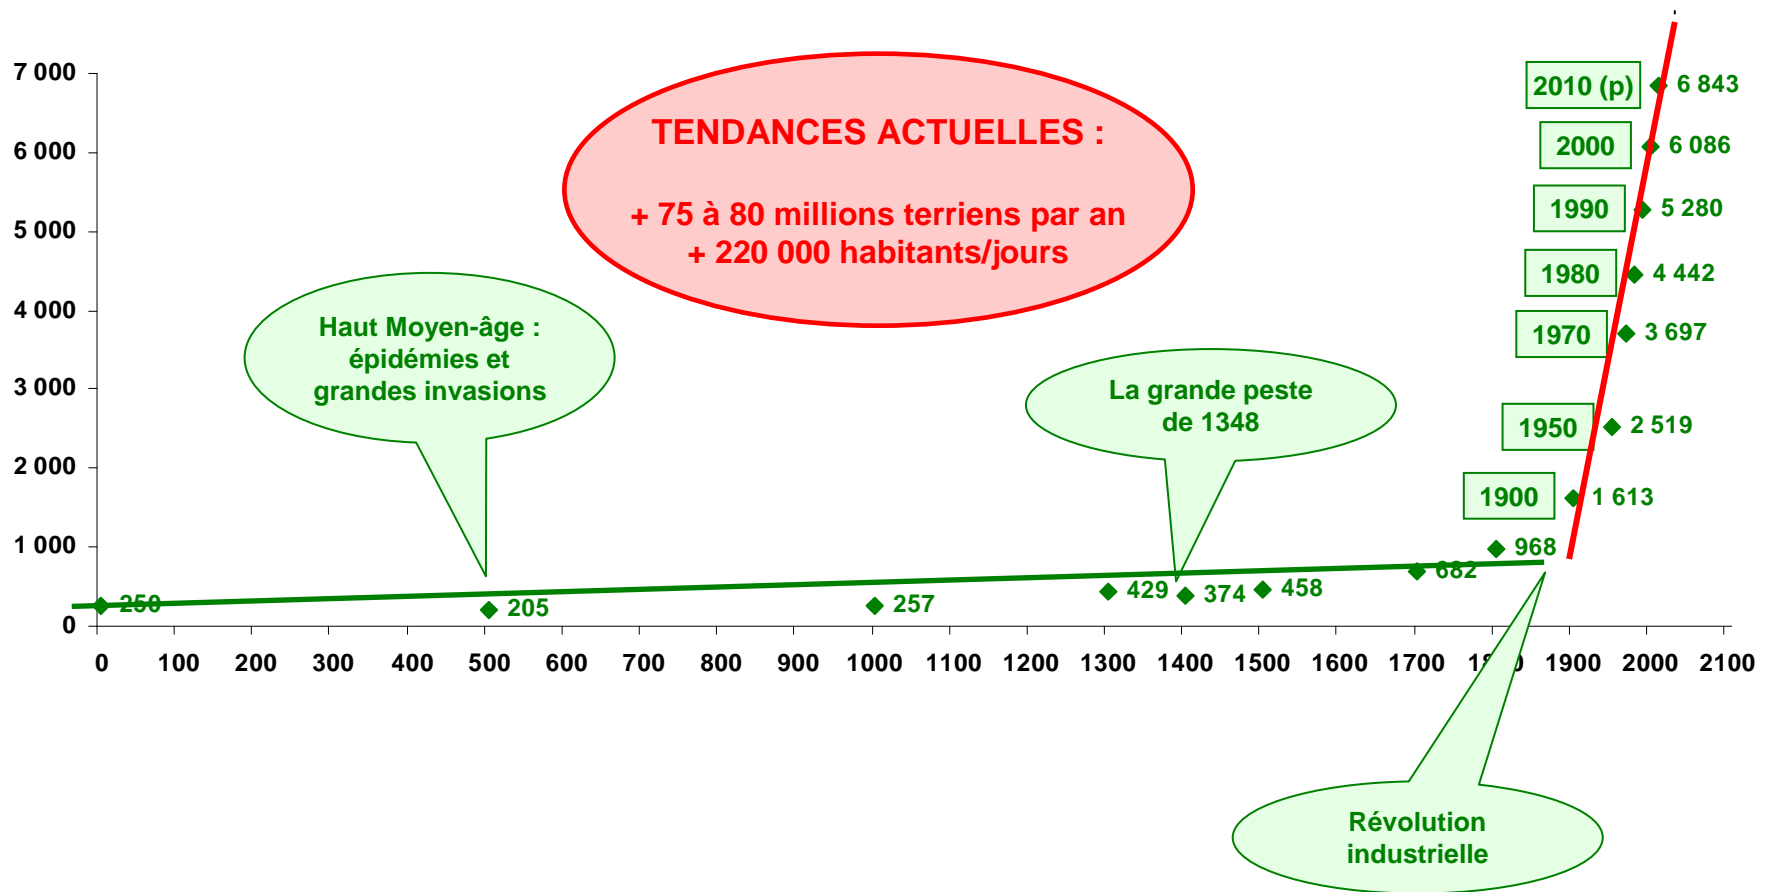 7 000
6 000
5 000
4 000
3 000
2 000
1 000
0
TENDANCES ACTUELLES :
+ 75 à 80 millions terriens par an
+ 220 000 habitants/jours
Haut Moyen-âge :
épidémies et
grandes invasions
La grande peste
de 1348
2010 (p) 6 843
2000 6 086
1990 5 280
1980 4 442
1970 3 697
1950 2 519
1900 1 613
250 205 257 429 374 458 682 968
0 100 200 300 400 500 600 700 800 900 1000 1100 1200 1300 1400 1500 1600 1700 1800 1900 2000 2100
Révolution
industrielle